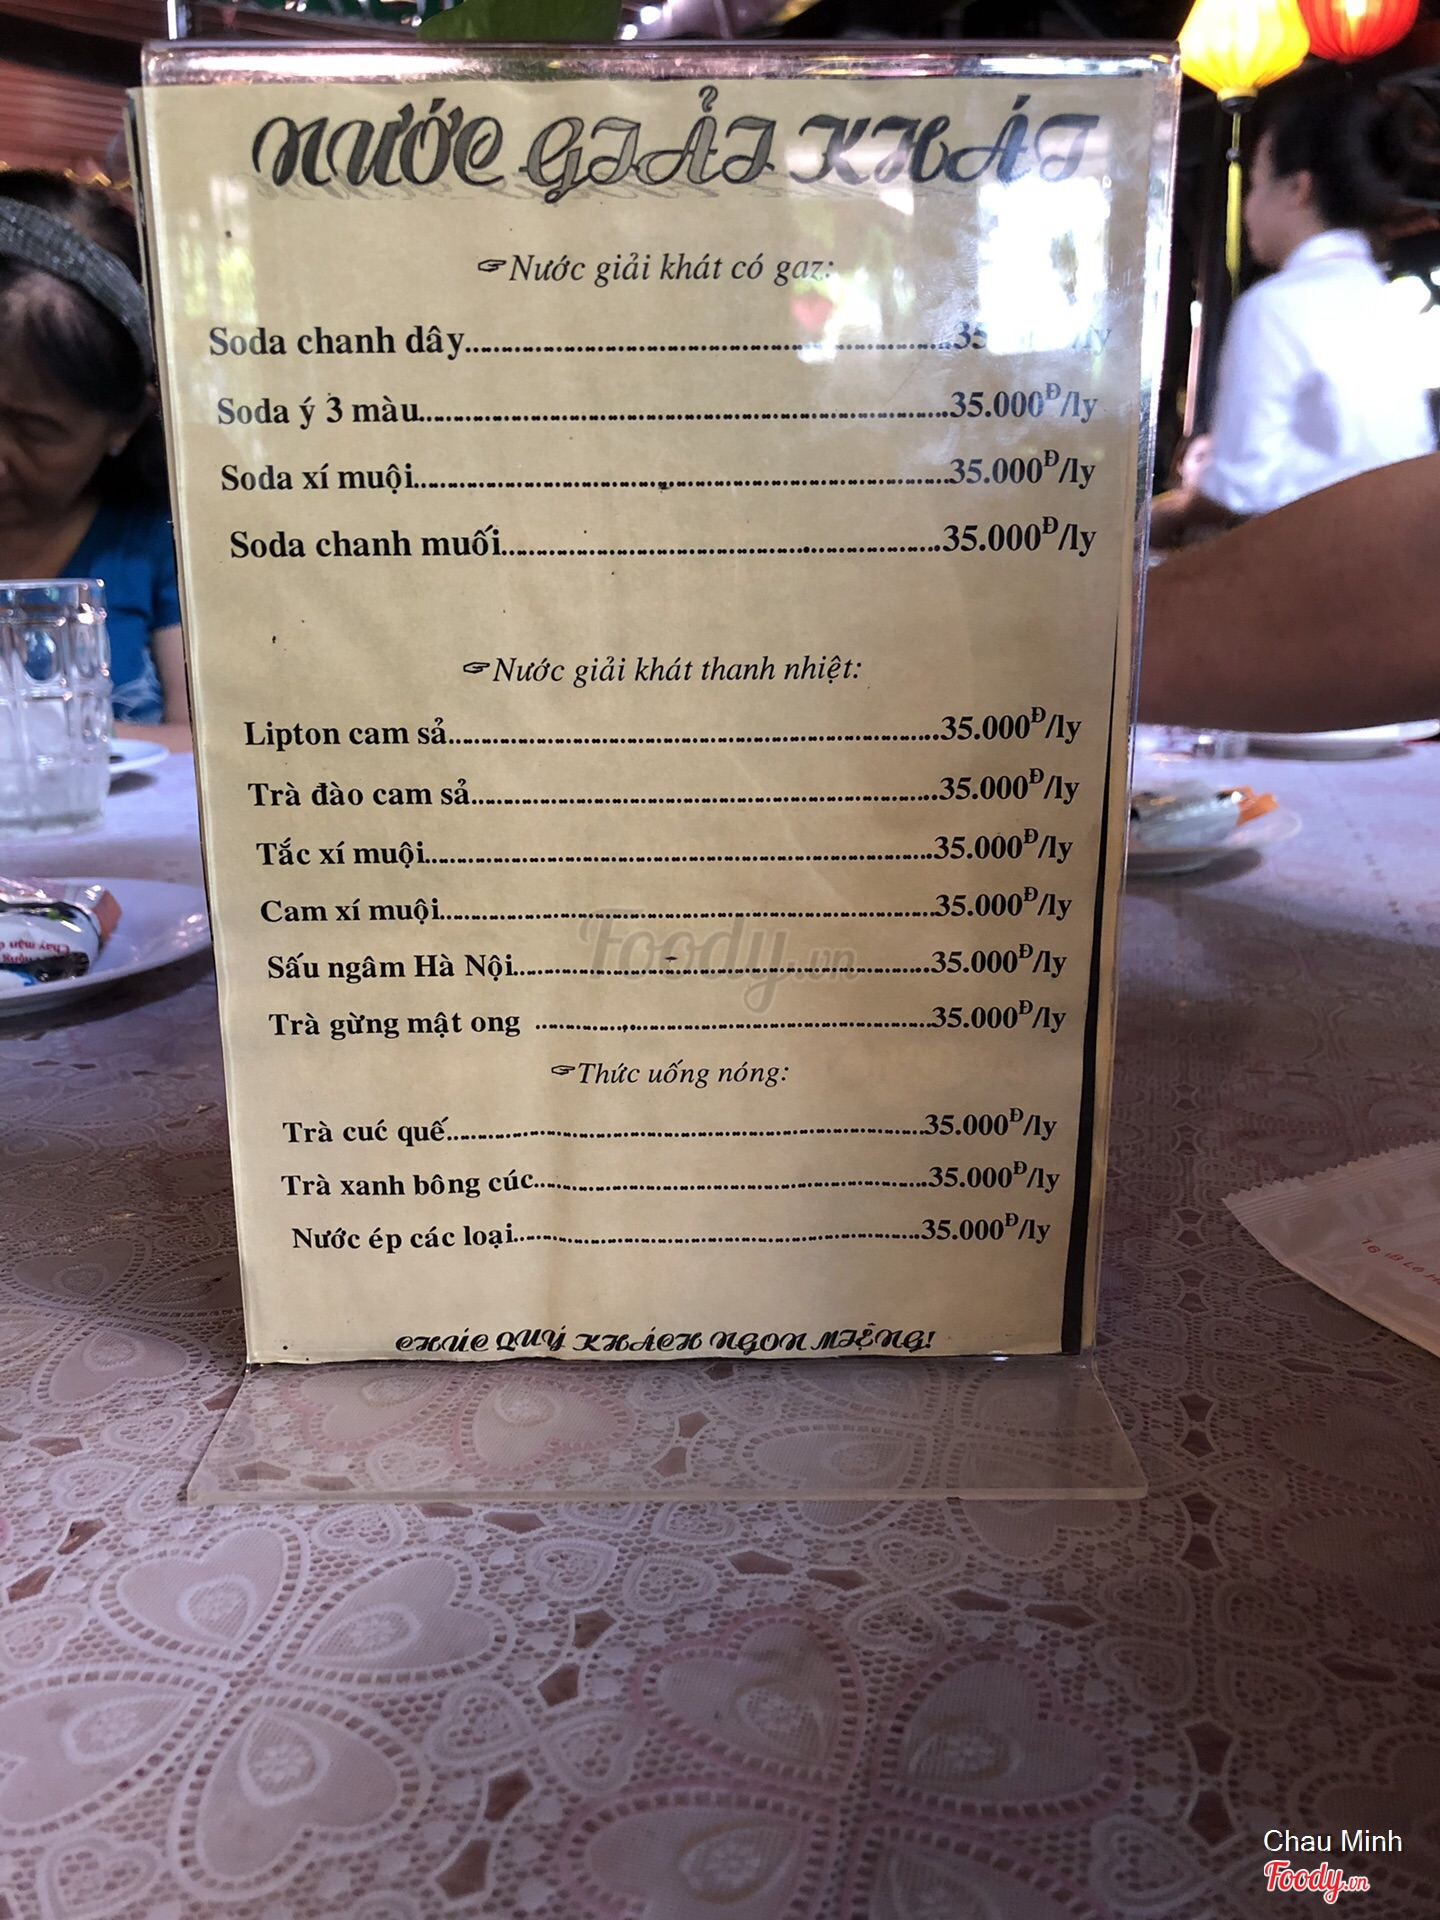 NƯỚC GIẢI KHÁT
☞Nước giải khát có gaz:
Soda chanh dây..........35
Soda ý 3 màu..........35.000Đ/ly
Soda xí muội..........35.000Đ/ly
Soda chanh muối..........35.000Đ/ly
☞Nước giải khát thanh nhiệt:
Lipton cam sả..........35.000Đ/ly
Trà đào cam sả..........35.000Đ/ly
Tắc xí muội..........35.000Đ/ly
Cam xí muội..........35.000Đ/ly
Foody.vn
Sấu ngâm Hà Nội..........35.000Đ/ly
Trà gừng mật ong ..........35.000Đ/ly
☞Thức uống nóng:
Trà cuć quế..........35.000Đ/ly
Trà xanh bông cúc..........35.000Đ/ly
Nước ép các loại..........35.000Đ/ly
CHÚC QUÝ KHÁCH NGON MIỆNG!
Chau Minh
Foody.vn